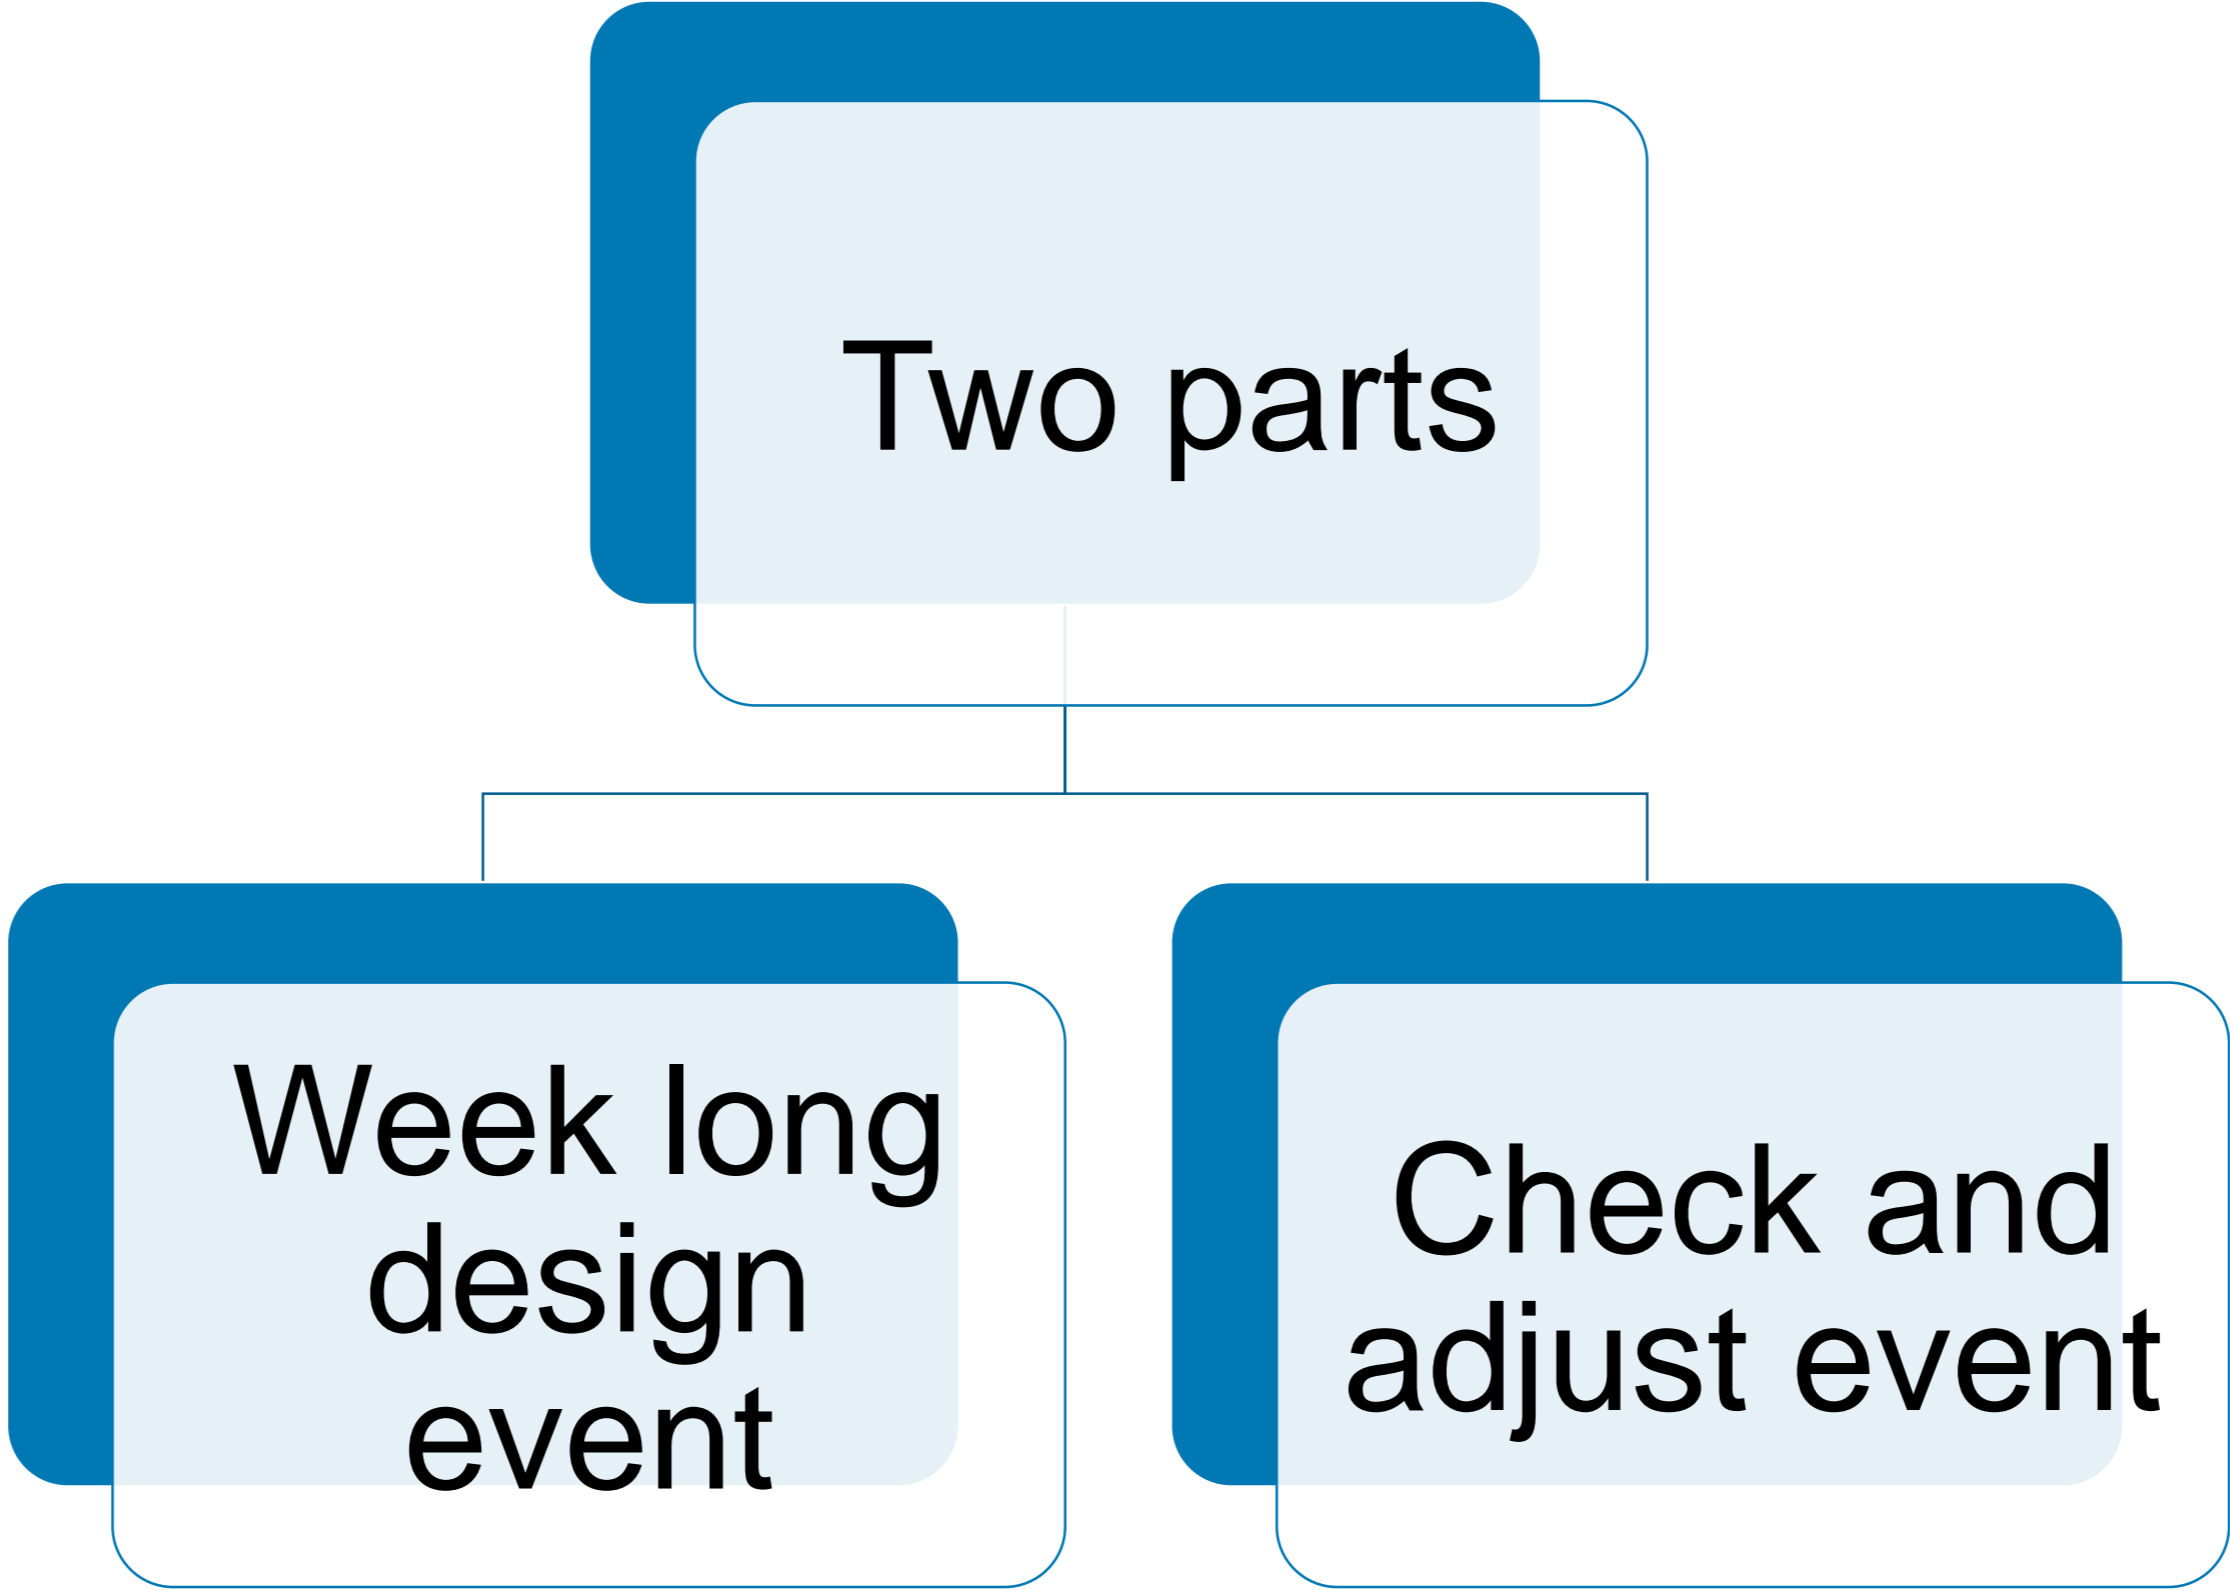 Two parts
Week long
design
event
Check and
adjust event